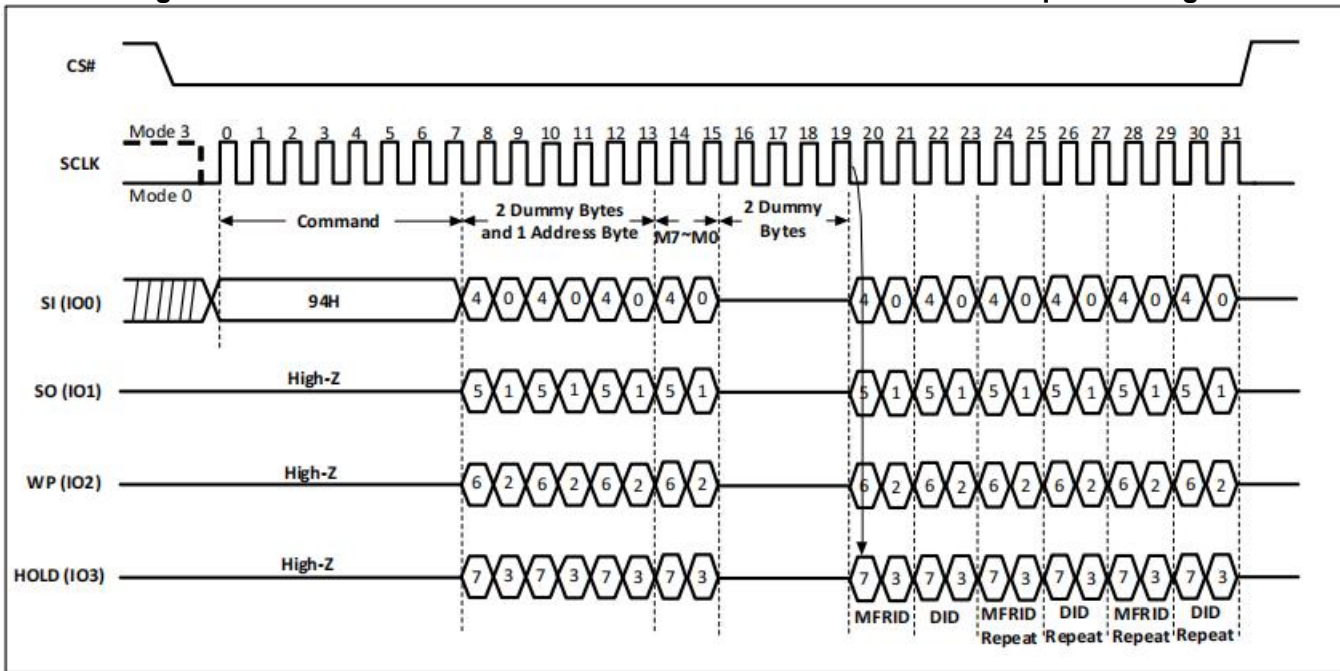 CS#
Mode 3
0 1 2 3 4 5 6 7 8 9 10 11 12 13 14 15 16 17 18 19 20 21 22 23 24 25 26 27 28 29 30 31
SCLK
Mode 0
Command
2 Dummy Bytes
and 1 Address Byte
M7~M0
2 Dummy
Bytes
SI (IO0)
94H
4 0 4 0 4 0 4 0 4 0 4 0 4 0 4 0 4 0 4 0
SO (IO1)
High-Z
5 1 5 1 5 1 5 1 5 1 5 1 5 1 5 1 5 1 5 1
WP (IO2)
High-Z
6 2 6 2 6 2 6 2 6 2 6 2 6 2 6 2 6 2 6 2
HOLD (IO3)
High-Z
7 3 7 3 7 3 7 3 7 3 7 3 7 3 7 3 7 3 7 3
MFRID
DID
MFRID
Repeat
DID
Repeat
MFRID
Repeat
DID
Repeat